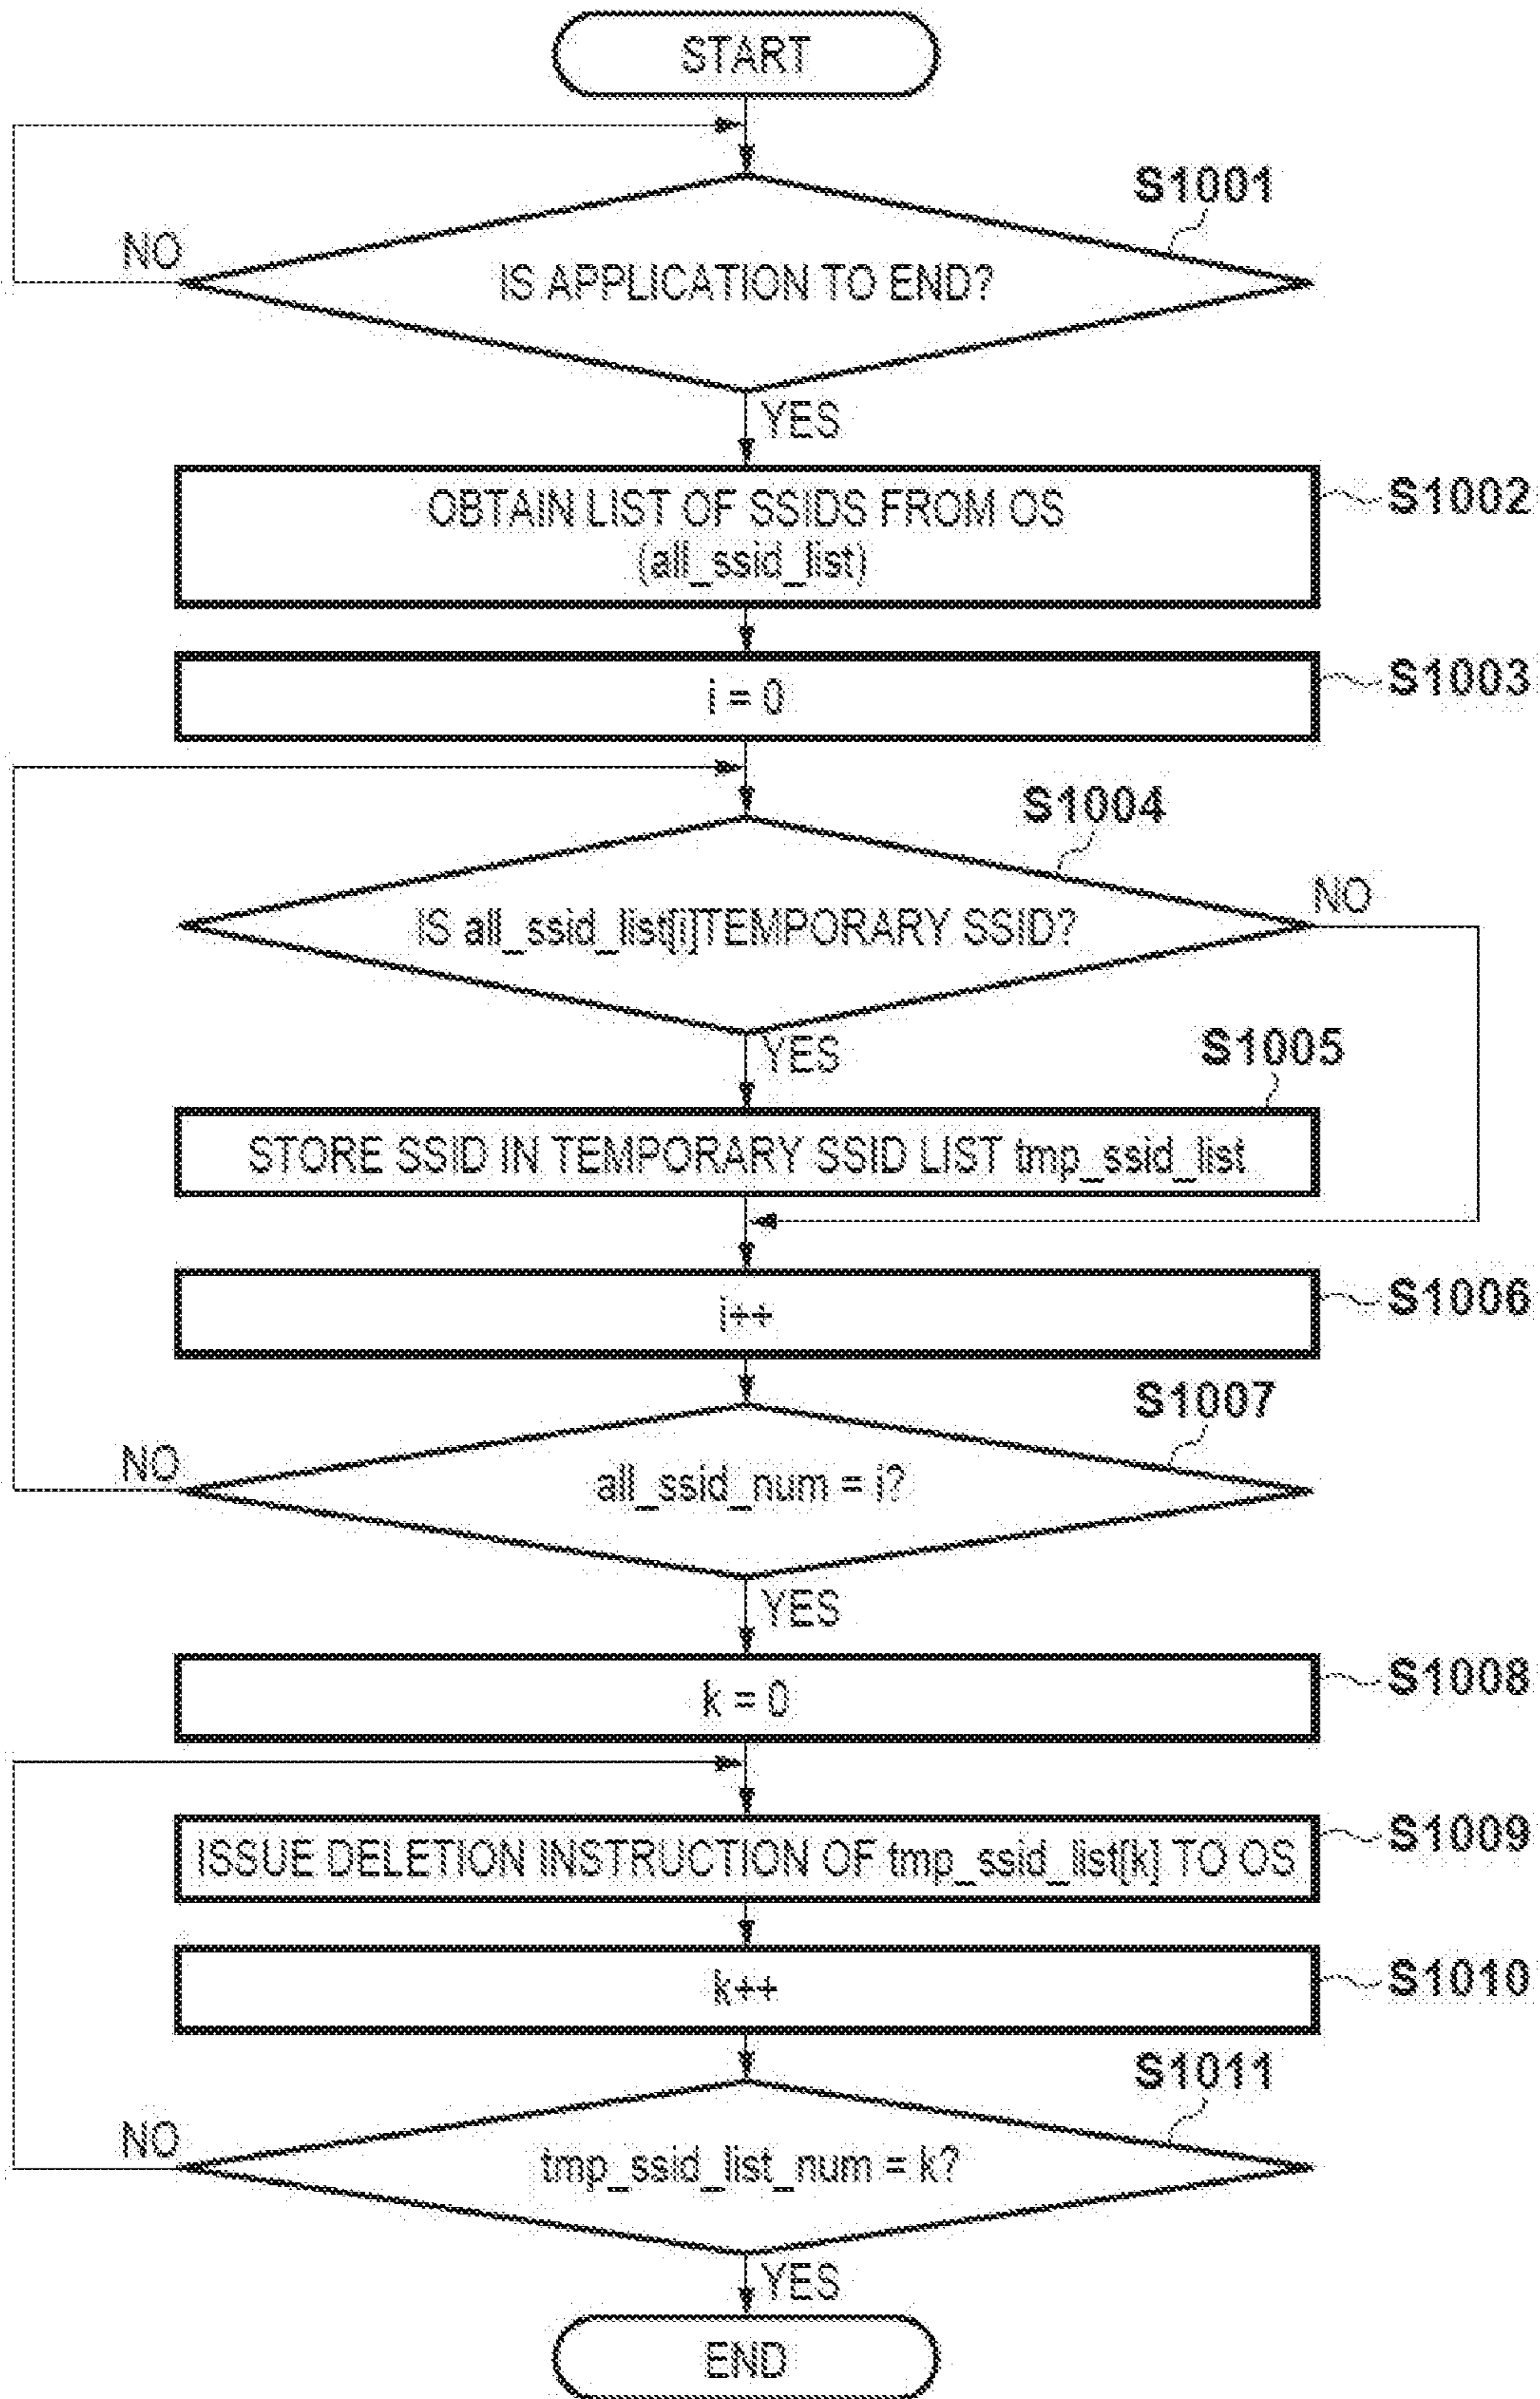 START
S1001
NO
IS APPLICATION TO END?
YES
OBTAIN LIST OF SSIDS FROM OS
(all_ssid_list)
S1002
i = 0
S1003
S1004
NO
IS all_ssid_list[i]TEMPORARY SSID?
YES
S1005
STORE SSID IN TEMPORARY SSID LIST tmp_ssid_list
i++
S1006
S1007
NO
all_ssid_num = i?
YES
k = 0
S1008
ISSUE DELETION INSTRUCTION OF tmp_ssid_list[k] TO OS
S1009
k++
S1010
S1011
NO
tmp_ssid_list_num = k?
YES
END